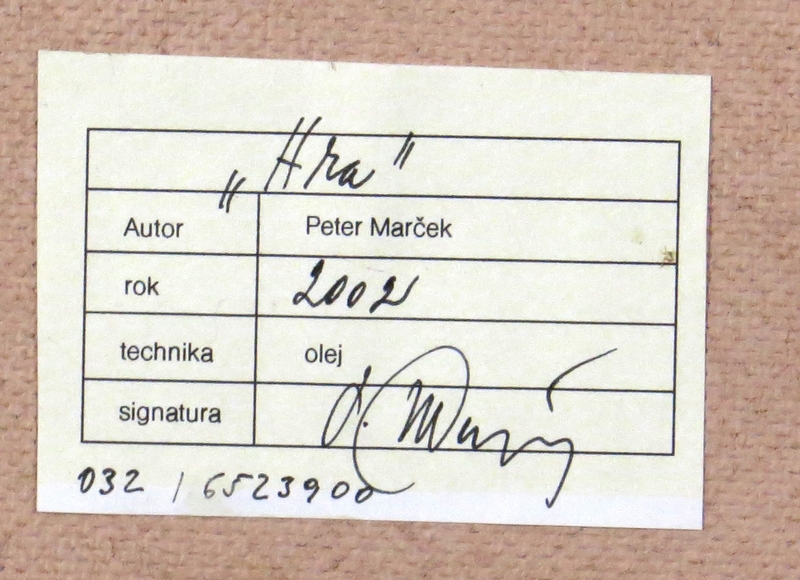 „Hra"
Autor Peter Marček
rok 2002
technika olej
signatura
032 / 6523900